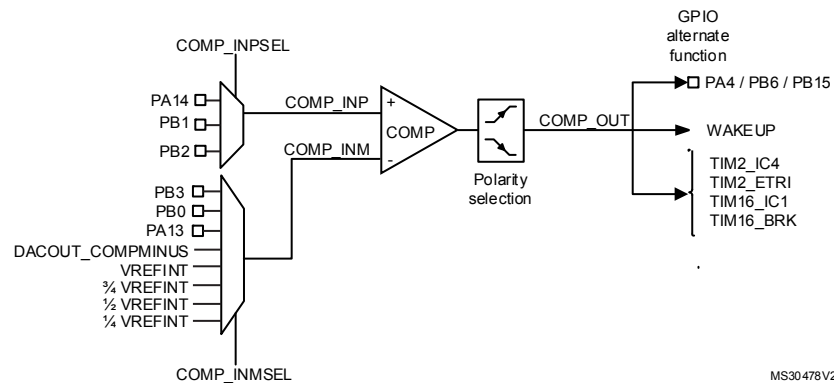 GPIO
alternate
function
COMP_INPSEL
PA14
PB1
PB2
COMP_INP
COMP_INM
+
COMP
-
Polarity
selection
COMP_OUT
PA4 / PB6 / PB15
WAKEUP
TIM2_IC4
TIM2_ETRI
TIM16_IC1
TIM16_BRK
PB3
PB0
PA13
DACOUT_COMPMINUS
VREFINT
¾ VREFINT
½ VREFINT
¼ VREFINT
COMP_INMSEL
MS30478V2